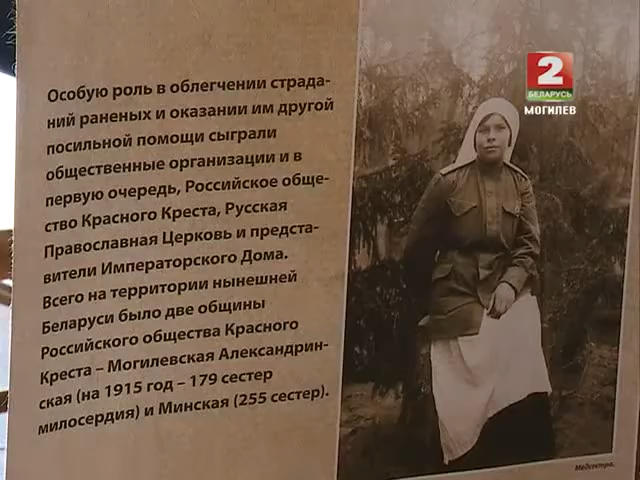 Особую роль в облегчении страда-
ний раненых и оказании им другой
посильной помощи сыграли
общественные организации и в
первую очередь, Российское обще-
ство Красного Креста, Русская
Православная Церковь и предста-
вители Императорского Дома.
Всего на территории нынешней
Беларуси было две общины
Российского общества Красного
Креста – Могилевская Александрин-
ская (на 1915 год – 179 сестер
милосердия) и Минская (255 сестер).
2
БЕЛАРУСЬ
МОГИЛЕВ
Медсестра.